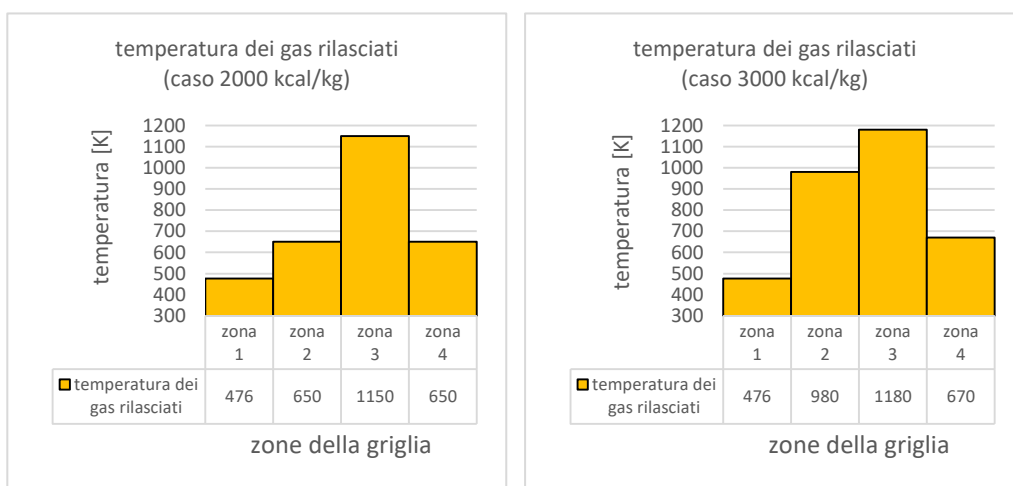 temperatura dei gas rilasciati
(caso 2000 kcal/kg)
temperatura [K]
1200
1100
1000
900
800
700
600
500
400
300
zona 1
zona 2
zona 3
zona 4
temperatura dei
gas rilasciati
476
650
1150
650
zone della griglia
temperatura dei gas rilasciati
(caso 3000 kcal/kg)
temperatura [K]
1200
1100
1000
900
800
700
600
500
400
300
zona 1
zona 2
zona 3
zona 4
temperatura dei
gas rilasciati
476
980
1180
670
zone della griglia